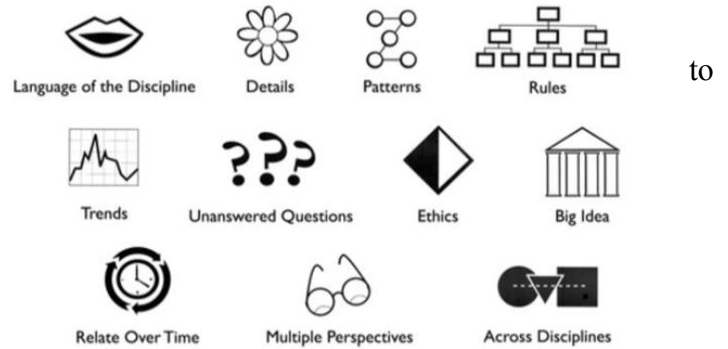 Language of the Discipline Details Patterns Rules
to
Trends Unanswered Questions Ethics Big Idea
Relate Over Time Multiple Perspectives Across Disciplines